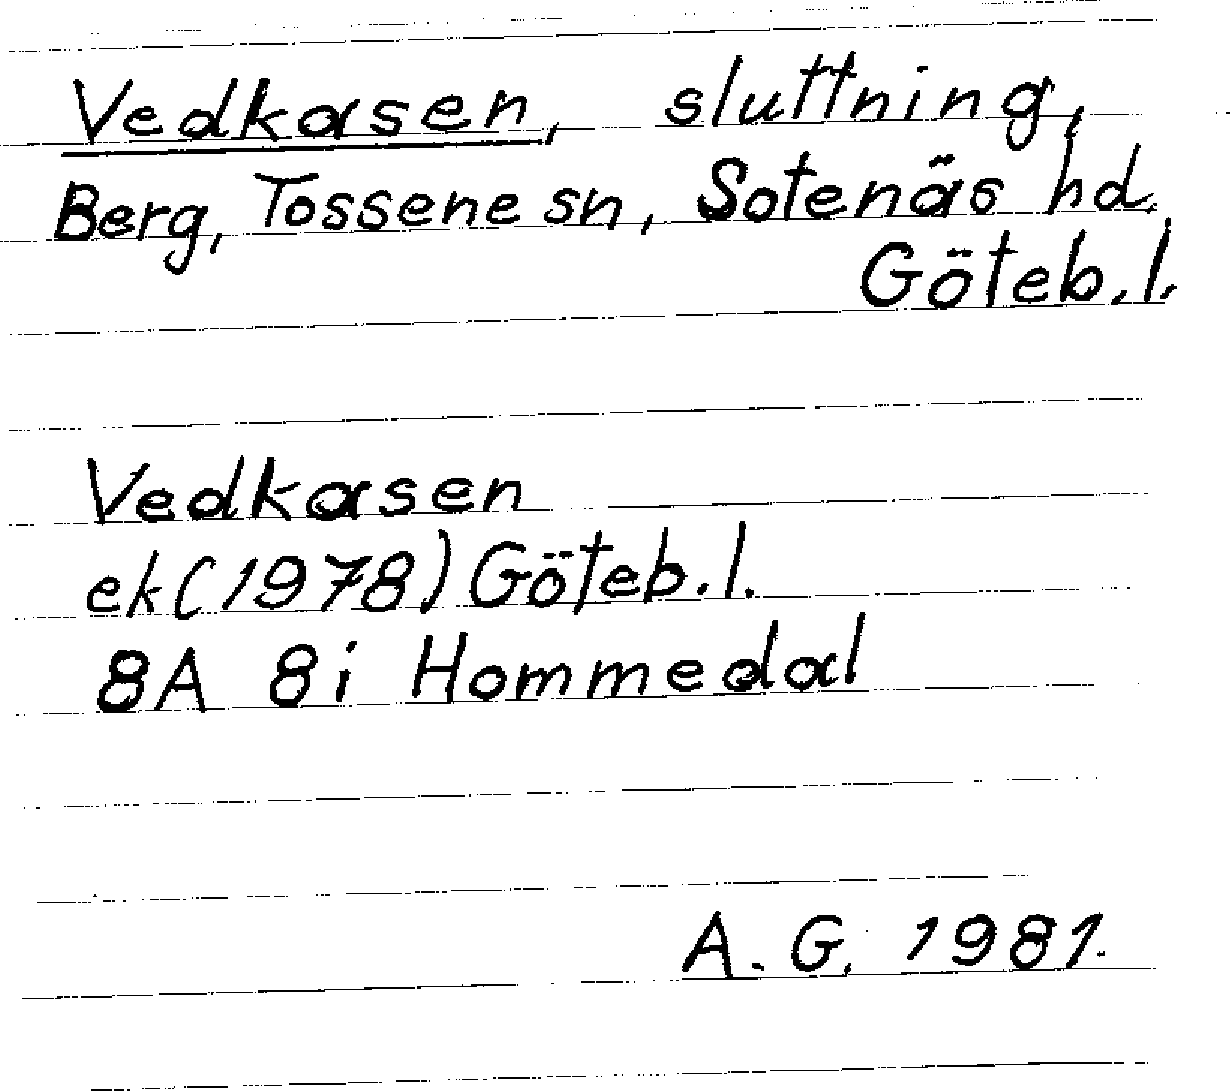 Vedkasen, sluttning,
Berg, Tossene sn, Sotenäs hd.
Göteb.l.
Vedkasen
ek (1978) Göteb.l.
8A 8i Hommedal
A.G. 1981.